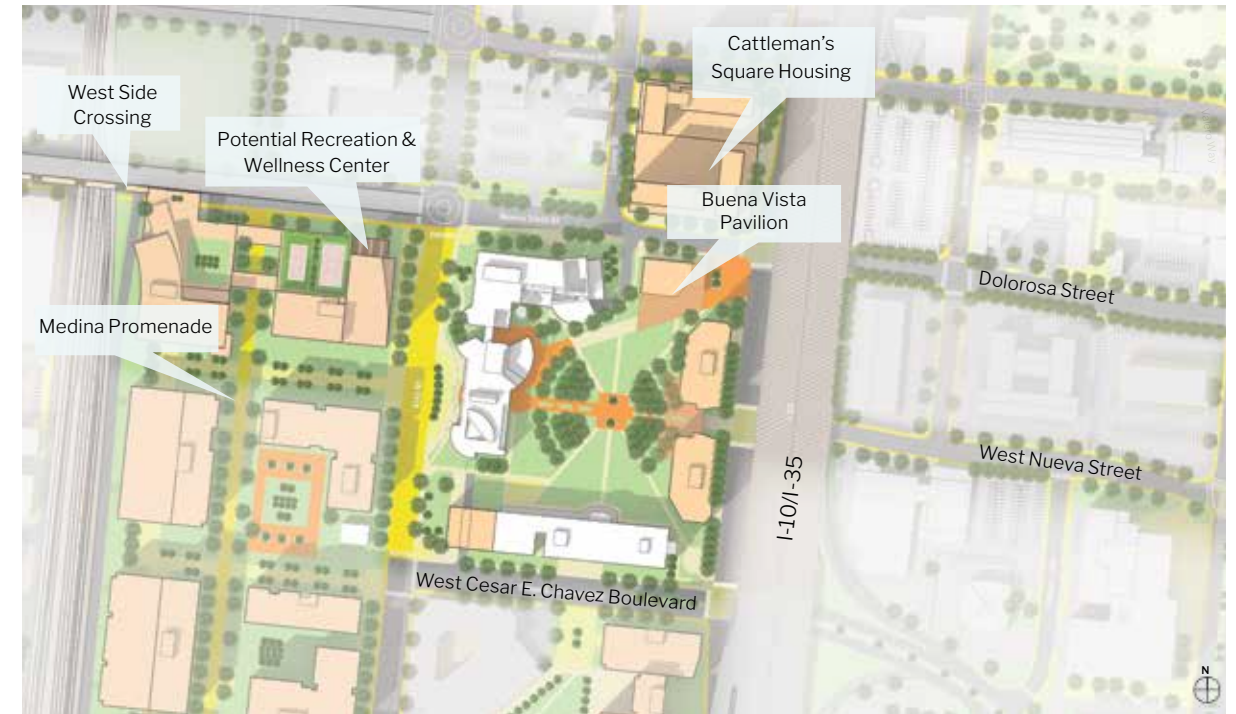 Cattleman's
Square Housing
West Side
Crossing
Potential Recreation &
Wellness Center
Buena Vista
Pavilion
Dolorosa Street
Medina Promenade
West Nueva Street
I-10/I-35
West Cesar E. Chavez Boulevard
N